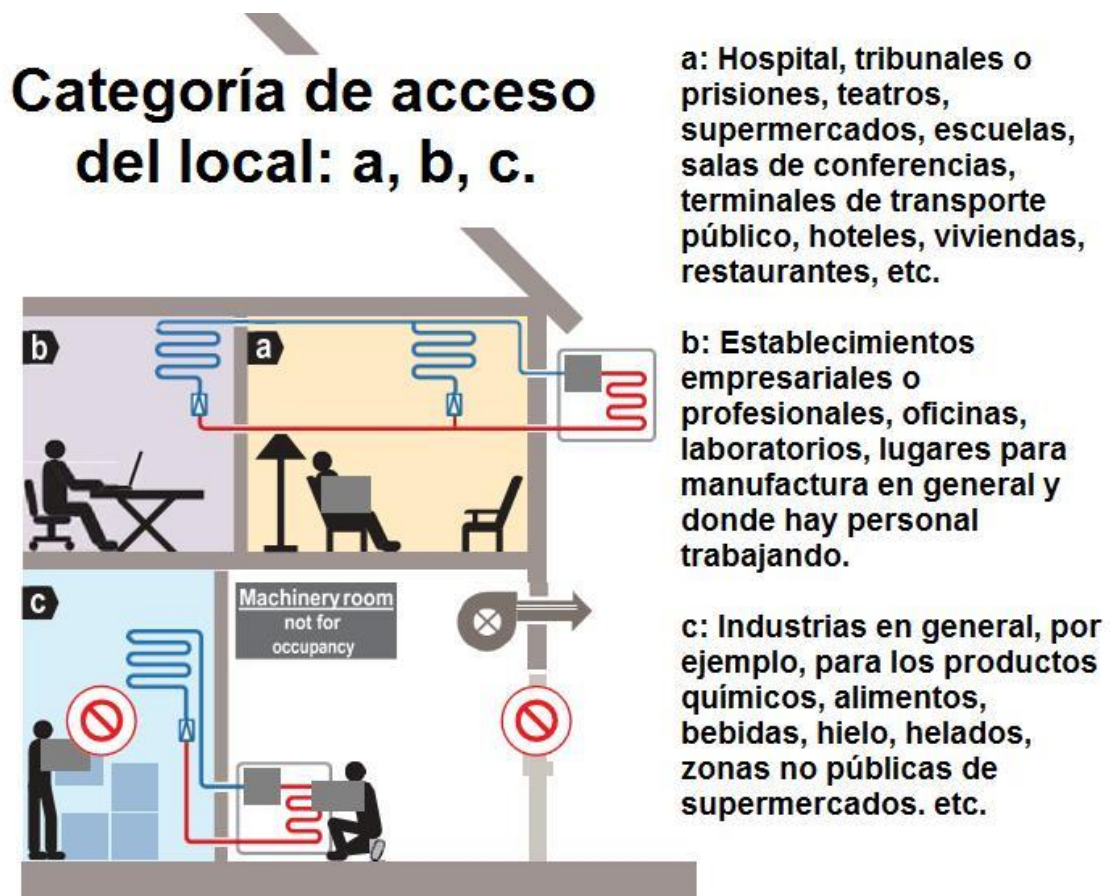 Categoría de acceso
del local: a, b, c.
a: Hospital, tribunales o
prisiones, teatros,
supermercados, escuelas,
salas de conferencias,
terminales de transporte
público, hoteles, viviendas,
restaurantes, etc.
b: Establecimientos
empresariales o
profesionales, oficinas,
laboratorios, lugares para
manufactura en general y
donde hay personal
trabajando.
c: Industrias en general, por
ejemplo, para los productos
químicos, alimentos,
bebidas, hielo, helados,
zonas no públicas de
supermercados. etc.
b
a
c
Machinery room
not for
occupancy